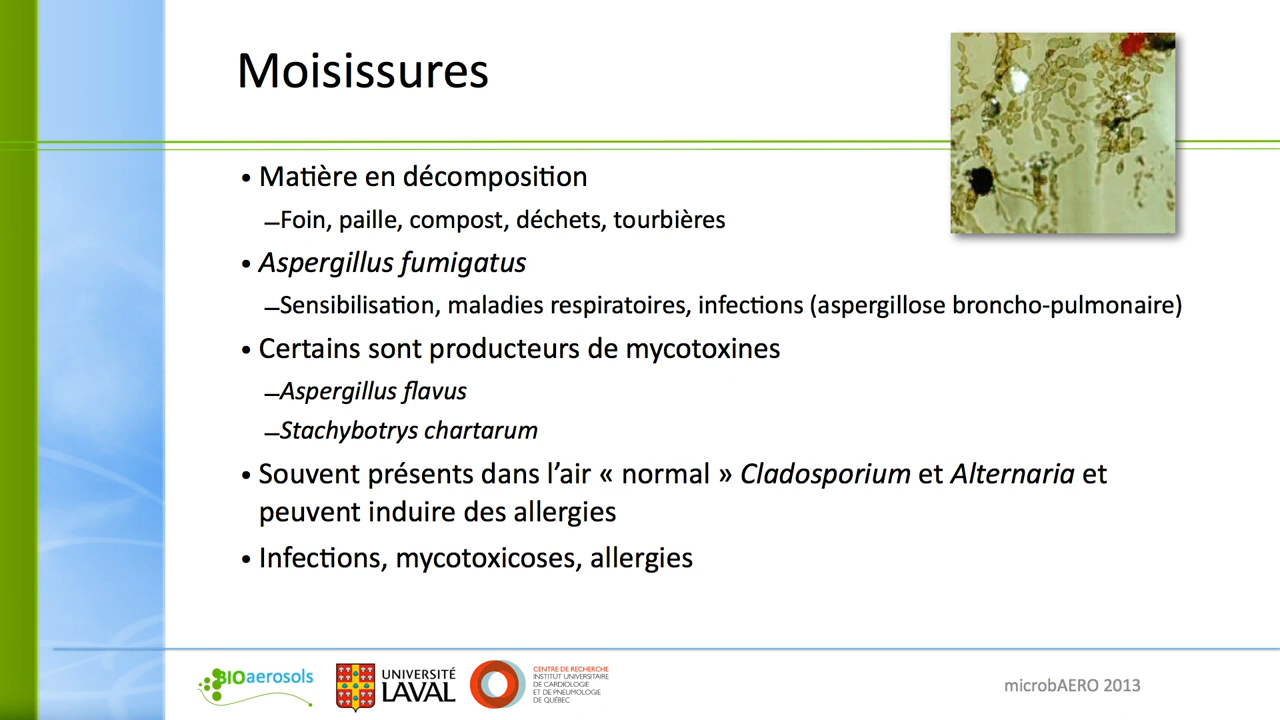 Moisissures
• Matière en décomposition
–Foin, paille, compost, déchets, tourbières
• Aspergillus fumigatus
–Sensibilisation, maladies respiratoires, infections (aspergillose broncho-pulmonaire)
• Certains sont producteurs de mycotoxines
–Aspergillus flavus
–Stachybotrys chartarum
• Souvent présents dans l’air « normal » Cladosporium et Alternaria et
peuvent induire des allergies
• Infections, mycotoxicoses, allergies
BIOaerosols
UNIVERSITÉ
LAVAL
CENTRE DE RECHERCHE
INSTITUT UNIVERSITAIRE
DE CARDIOLOGIE
ET DE PNEUMOLOGIE
DE QUÉBEC
microbAERO 2013